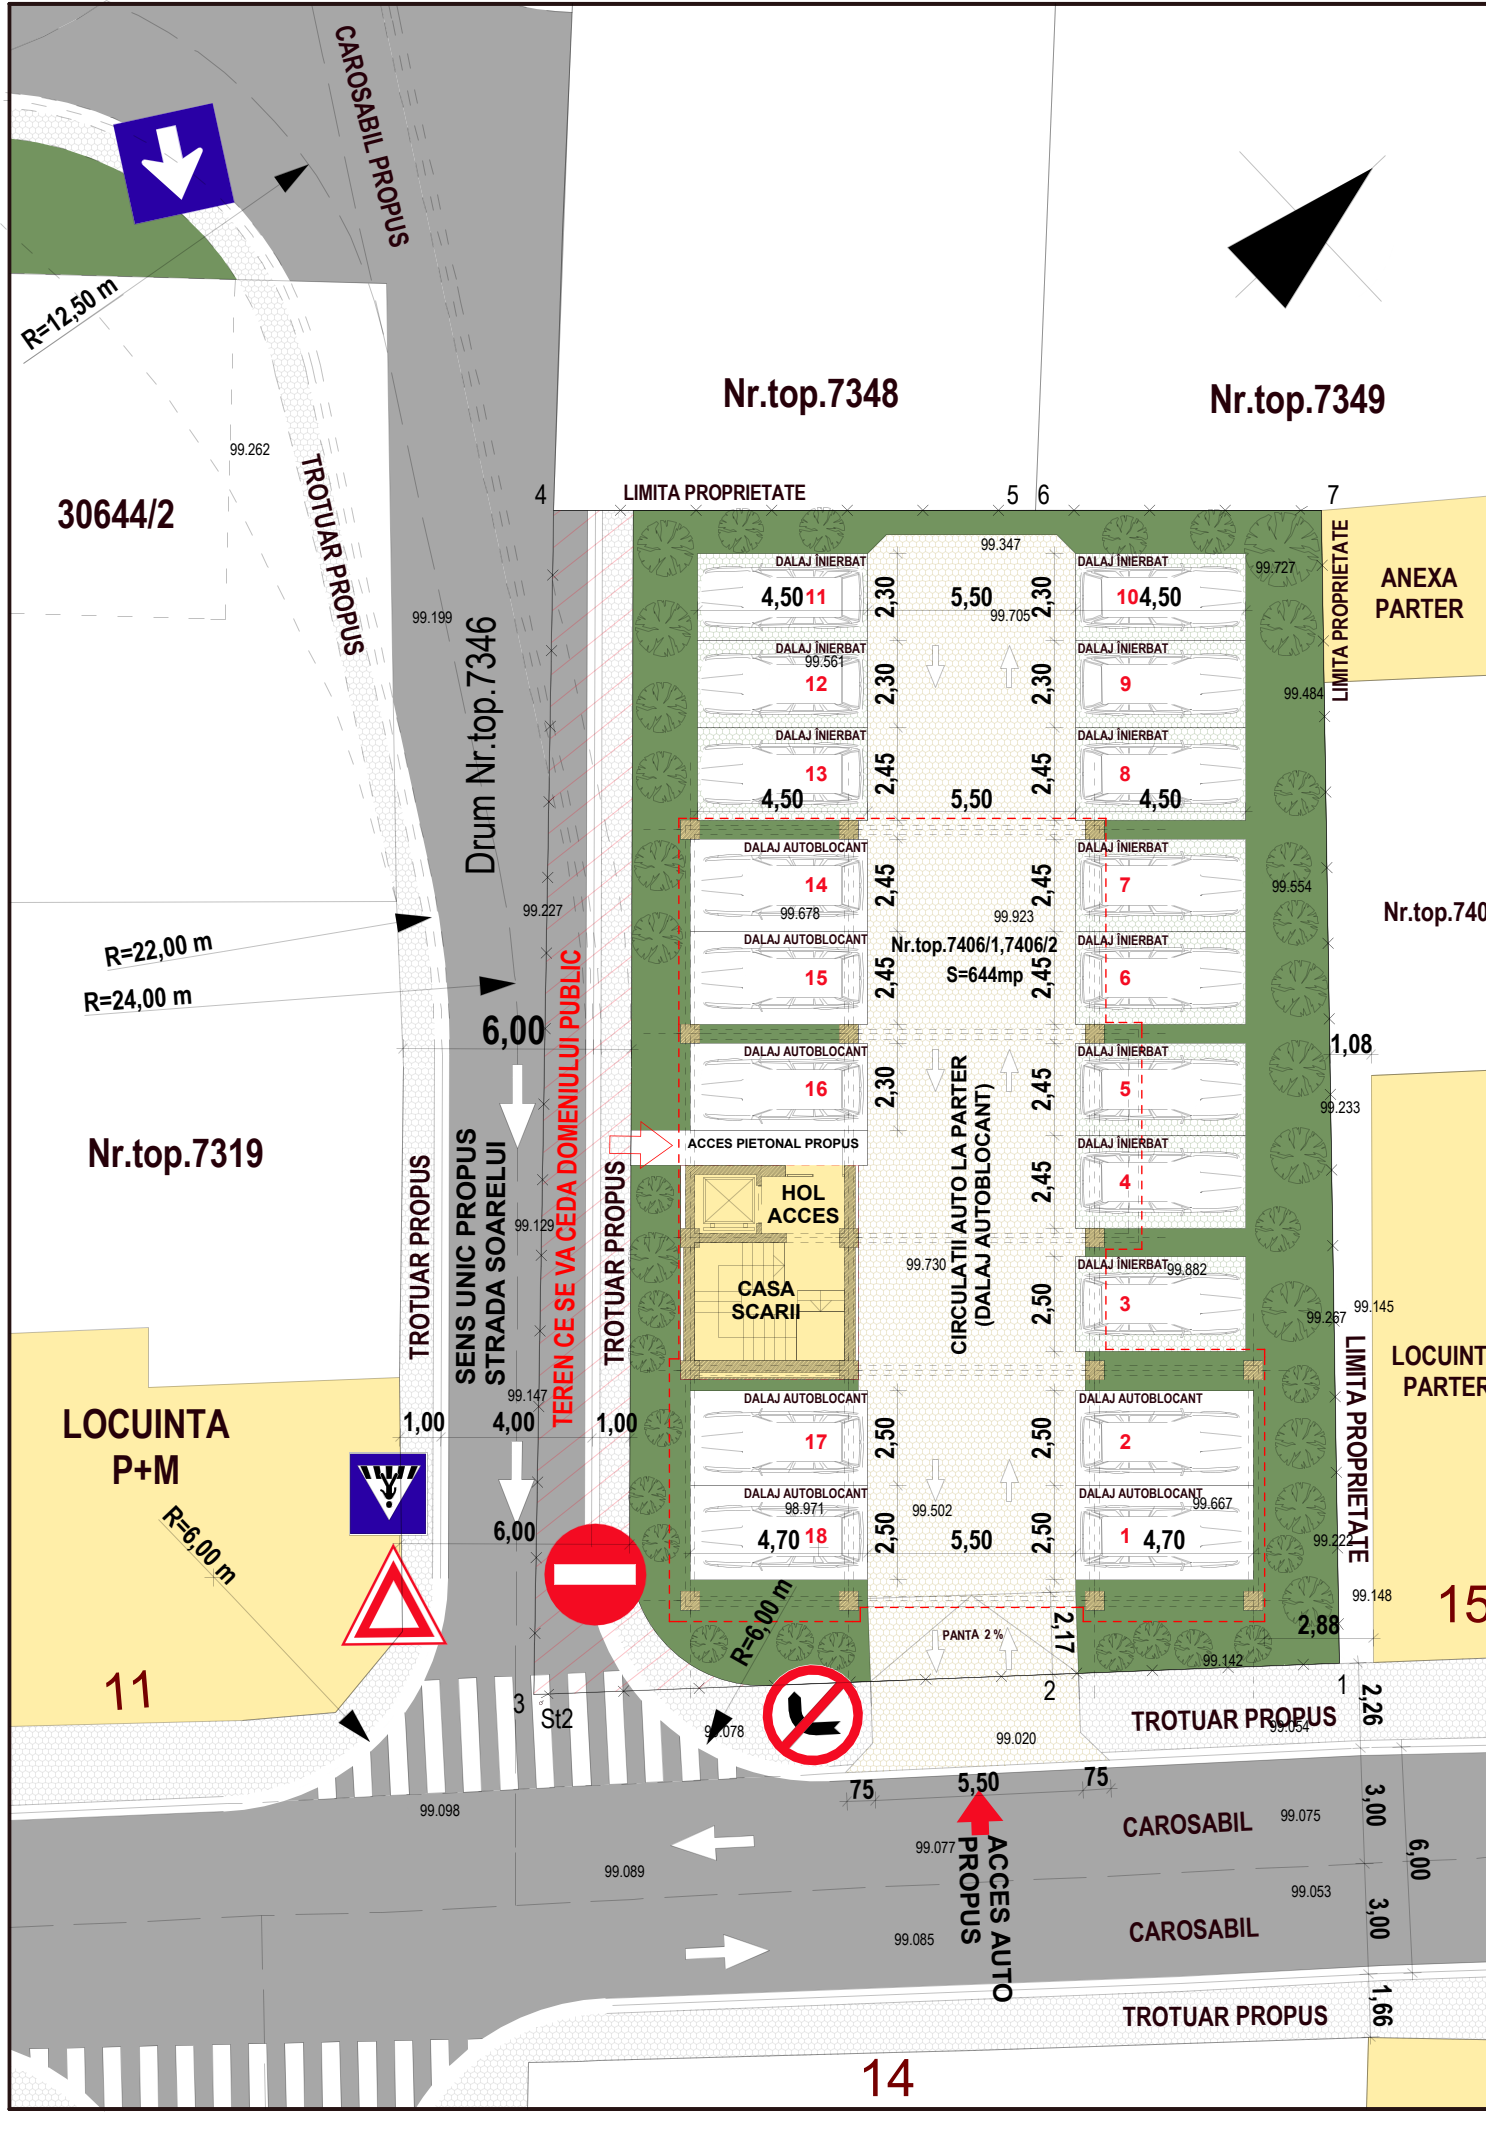 CAROSABIL PROPUS
R=12,50 m
Nr.top.7348
Nr.top.7349
99.262
TROTUAR PROPUS
30644/2
4
LIMITA PROPRIETATE
5
6
7
LIMITA PROPRIETATE
ANEXA
PARTER
99.347
99.727
DALAJ ÎNIERBAT
4,50
11
2,30
5,50
99.705
2,30
DALAJ ÎNIERBAT
10
4,50
99.199
Drum Nr.top.7346
DALAJ ÎNIERBAT
99.561
12
2,30
2,30
DALAJ ÎNIERBAT
9
99.484
DALAJ ÎNIERBAT
13
4,50
2,45
5,50
2,45
DALAJ ÎNIERBAT
8
4,50
DALAJ AUTOBLOCANT
14
99.678
2,45
99.923
2,45
DALAJ ÎNIERBAT
7
99.554
99.227
Nr.top.740
R=22,00 m
R=24,00 m
DALAJ AUTOBLOCANT
15
2,45
Nr.top.7406/1,7406/2
S=644mp
2,45
DALAJ ÎNIERBAT
6
6,00
TEREN CE SE VA CEDA DOMENIULUI PUBLIC
1,08
DALAJ AUTOBLOCANT
16
2,30
2,45
DALAJ ÎNIERBAT
5
99.233
Nr.top.7319
ACCES PIETONAL PROPUS
CIRCULATII AUTO LA PARTER
(DALAJ AUTOBLOCANT)
2,45
DALAJ ÎNIERBAT
4
TROTUAR PROPUS
SENS UNIC PROPUS
STRADA SOARELUI
99.129
TROTUAR PROPUS
HOL
ACCES
99.730
DALAJ ÎNIERBAT
99.882
3
2,50
CASA
SCARII
99.267
99.145
LIMITA PROPRIETATE
LOCUINT
PARTER
99.147
LOCUINTA
P+M
1,00
4,00
1,00
DALAJ AUTOBLOCANT
17
2,50
2,50
DALAJ AUTOBLOCANT
2
R=6,00 m
6,00
DALAJ AUTOBLOCANT
98.971
4,70
18
2,50
99.502
5,50
2,50
DALAJ AUTOBLOCANT
99.667
1
4,70
99.222
99.148
15
R=6,00 m
PANTA 2 %
2,17
2,88
99.142
11
3
St2
2
1
2,26
99.078
99.020
TROTUAR PROPUS
99.054
75
5,50
75
99.098
99.089
99.077
ACCES AUTO
PROPUS
CAROSABIL
99.075
3,00
6,00
99.053
99.085
CAROSABIL
3,00
TROTUAR PROPUS
1,66
14